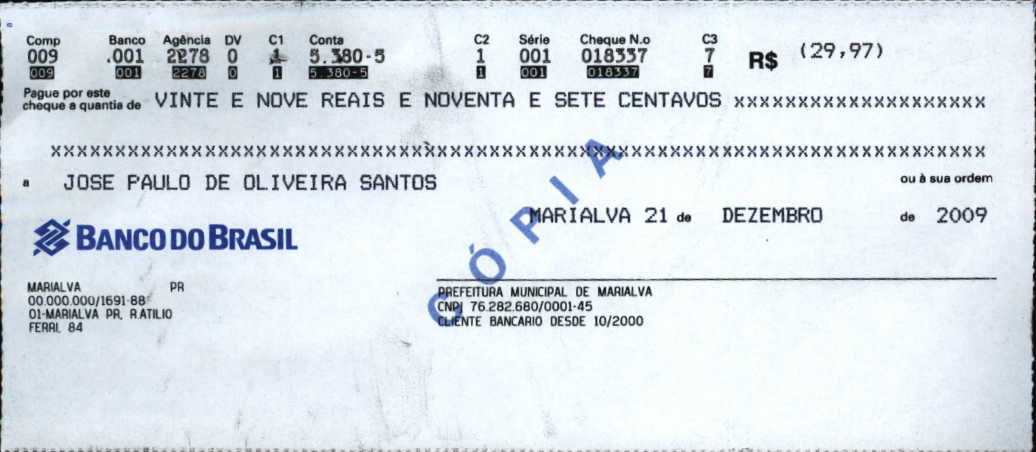 Comp Banco Agência DV C1 Conta C2 Série Cheque N.o C3
009 .001 2278 0 1 5.380-5 1 001 018337 7 R$ (29,97)
009 001 2278 0 1 5.380-5 1 001 018337 7
Pague por este
cheque a quantia de VINTE E NOVE REAIS E NOVENTA E SETE CENTAVOS xxxxxxxxxxxxxxxxxxxx
xxxxxxxxxxxxxxxxxxxxxxxxxxxxxxxxxxxxxxxxxxxxxxxxxxxxxxxxxxxxxxxxxxxxxxxxxx
a JOSE PAULO DE OLIVEIRA SANTOS ou à sua ordem
MARIALVA 21 de DEZEMBRO de 2009
BANCO DO BRASIL
CÓPIA
MARIALVA PR
00.000.000/1691-88
01-MARIALVA PR, R.ATILIO
FERRI, 84
PREFEITURA MUNICIPAL DE MARIALVA
CNPJ 76.282.680/0001-45
CLIENTE BANCARIO DESDE 10/2000